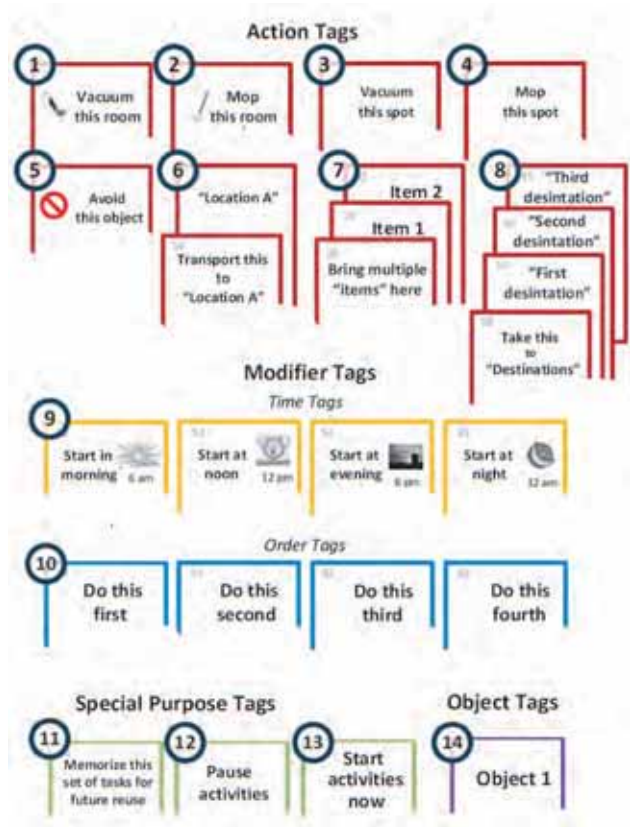 Action Tags
1
Vacuum
this room
2
Mop
this room
3
Vacuum
this spot
4
Mop
this spot
5
Avoid
this object
6
"Location A"
Transport this
to
"Location A"
7
Item 2
Item 1
Bring multiple
"items" here
8
"Third
desintation"
"Second
desintation"
"First
desintation"
Take this
to
"Destinations"
Modifier Tags
Time Tags
9
Start in
morning
6 am
Start at
noon
12 pm
Start at
evening
6 pm
Start at
night
12 am
Order Tags
10
Do this
first
Do this
second
Do this
third
Do this
fourth
Special Purpose Tags
Object Tags
11
Memorize this
set of tasks for
future reuse
12
Pause
activities
13
Start
activities
now
14
Object 1